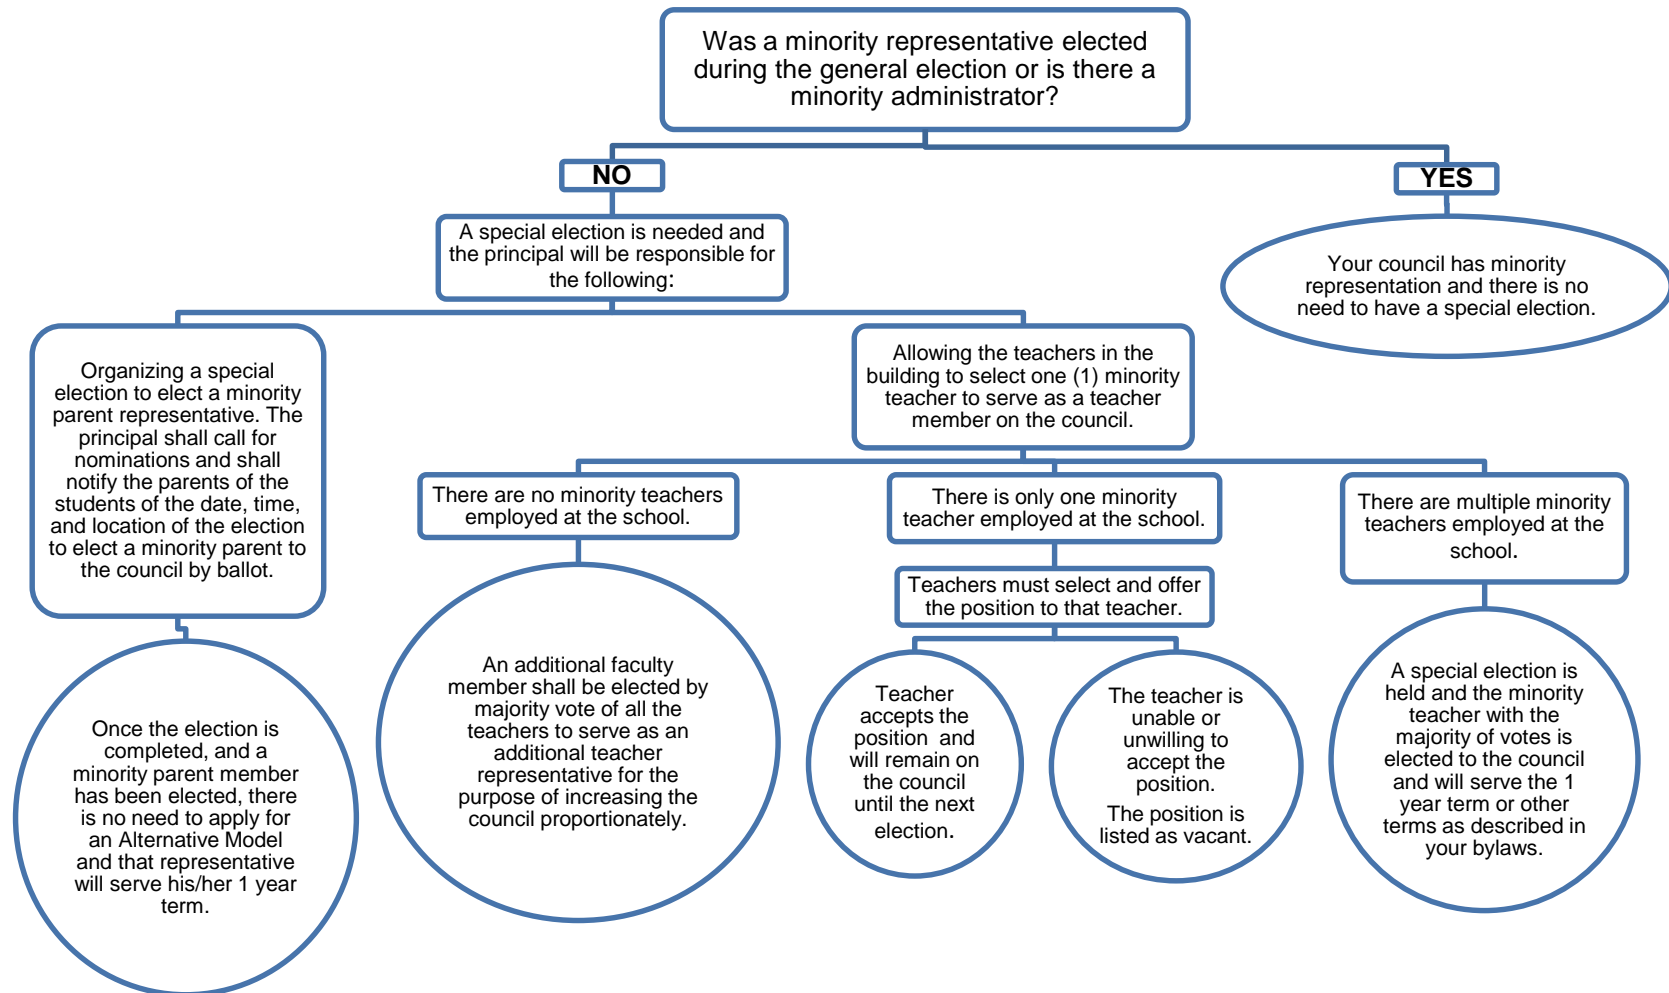 Was a minority representative elected
during the general election or is there a
minority administrator?
NO
YES
A special election is needed and
the principal will be responsible for
the following:
Your council has minority
representation and there is no
need to have a special election.
Organizing a special
election to elect a minority
parent representative. The
principal shall call for
nominations and shall
notify the parents of the
students of the date, time,
and location of the election
to elect a minority parent to
the council by ballot.
Allowing the teachers in the
building to select one (1) minority
teacher to serve as a teacher
member on the council.
There are no minority teachers
employed at the school.
There is only one minority
teacher employed at the school.
There are multiple minority
teachers employed at the
school.
Teachers must select and offer
the position to that teacher.
Once the election is
completed, and a
minority parent member
has been elected, there
is no need to apply for
an Alternative Model
and that representative
will serve his/her 1 year
term.
An additional faculty
member shall be elected by
majority vote of all the
teachers to serve as an
additional teacher
representative for the
purpose of increasing the
council proportionately.
Teacher
accepts the
position and
will remain on
the council
until the next
election.
The teacher is
unable or
unwilling to
accept the
position.
The position is
listed as vacant.
A special election is
held and the minority
teacher with the
majority of votes is
elected to the council
and will serve the 1
year term or other
terms as described in
your bylaws.